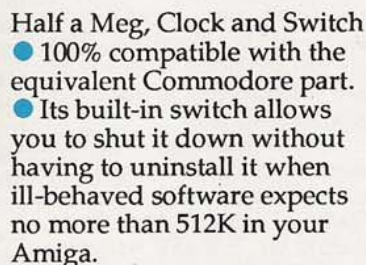 Half a Meg, Clock and Switch
● 100% compatible with the
equivalent Commodore part.
● Its built-in switch allows
you to shut it down without
having to uninstall it when
ill-behaved software expects
no more than 512K in your
Amiga.